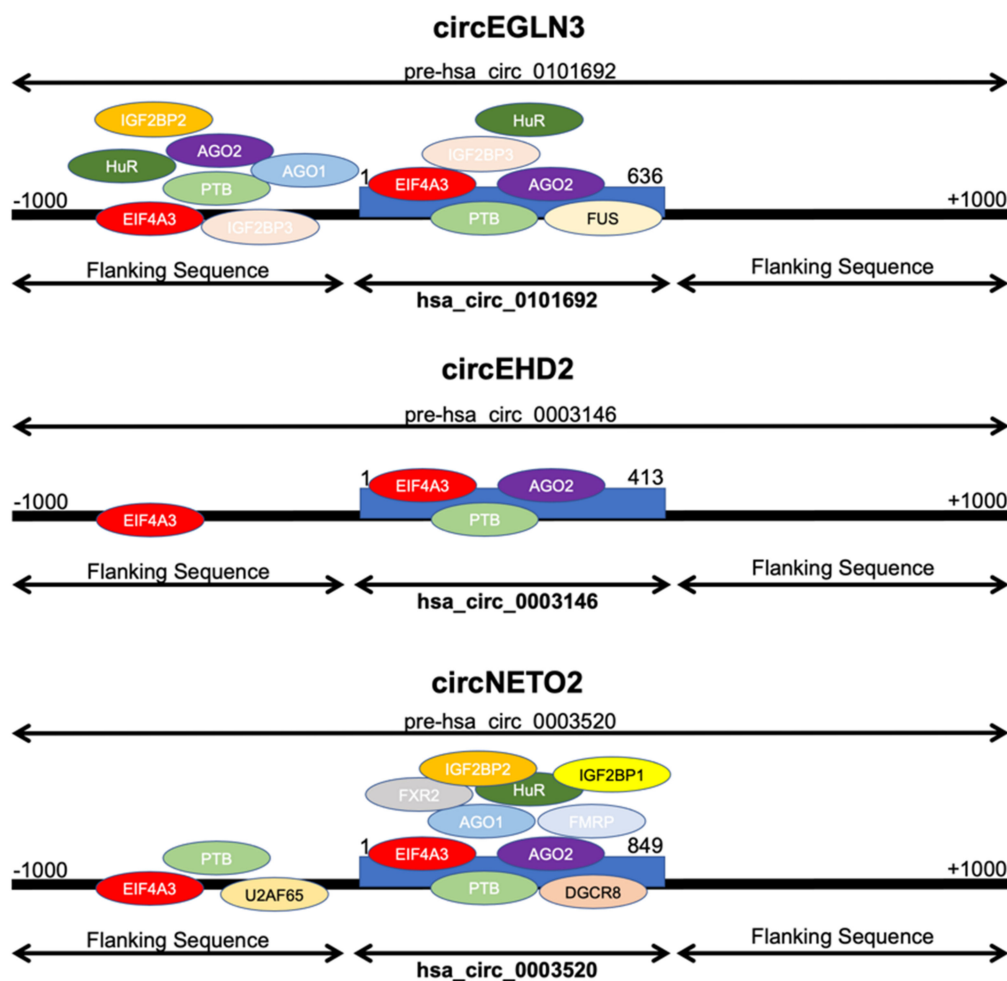 circEGLN3
pre-hsa_circ_0101692
IGF2BP2
HuR
AGO2
IGF2BP3
HuR
AGO1
PTB
1
EIF4A3
AGO2
636
-1000
EIF4A3
IGF2BP3
PTB
FUS
+1000
Flanking Sequence
hsa_circ_0101692
Flanking Sequence
circEHD2
pre-hsa_circ_0003146
1
EIF4A3
AGO2
413
-1000
EIF4A3
PTB
+1000
Flanking Sequence
hsa_circ_0003146
Flanking Sequence
circNETO2
pre-hsa_circ_0003520
IGF2BP2
IGF2BP1
FXR2
HuR
AGO1
FMRP
1
EIF4A3
AGO2
849
PTB
-1000
EIF4A3
U2AF65
PTB
DGCR8
+1000
Flanking Sequence
hsa_circ_0003520
Flanking Sequence